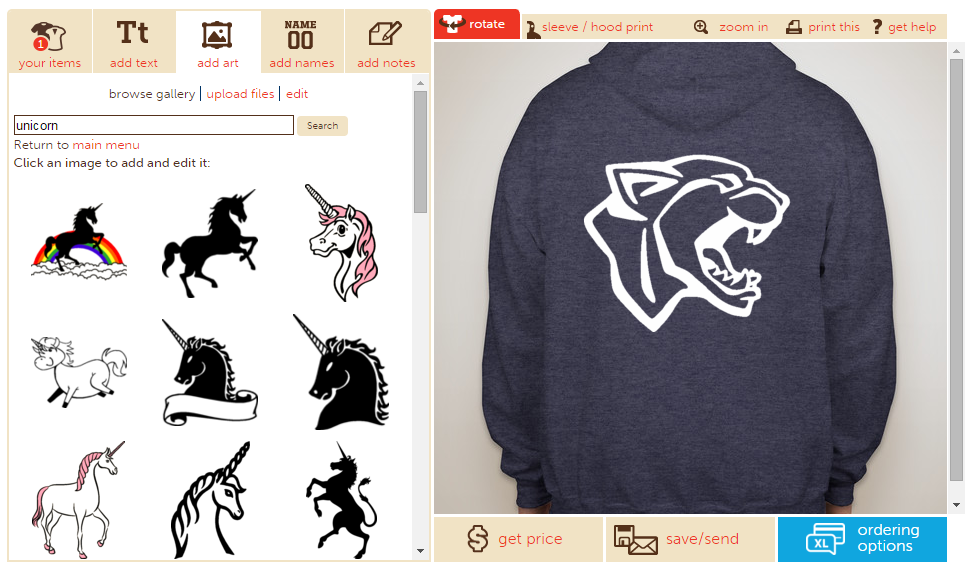 your items
1
Tt
add text
add art
NAME
00
add names
add notes
rotate
sleeve / hood print
zoom in
print this
? get help
browse gallery | upload files | edit
unicorn
Search
Return to main menu
Click an image to add and edit it:
$ get price
save/send
XL
ordering
options